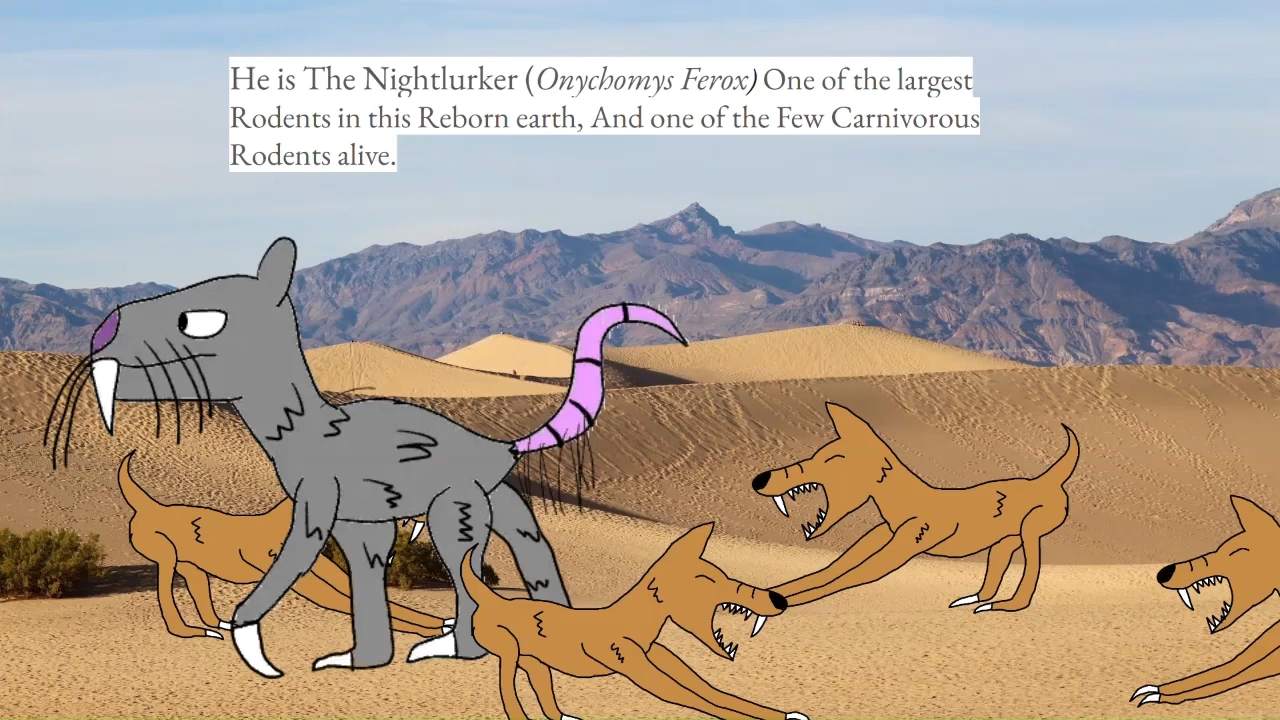 He is The Nightlurker (Onychomys Ferox) One of the largest
Rodents in this Reborn earth, And one of the Few Carnivorous
Rodents alive.